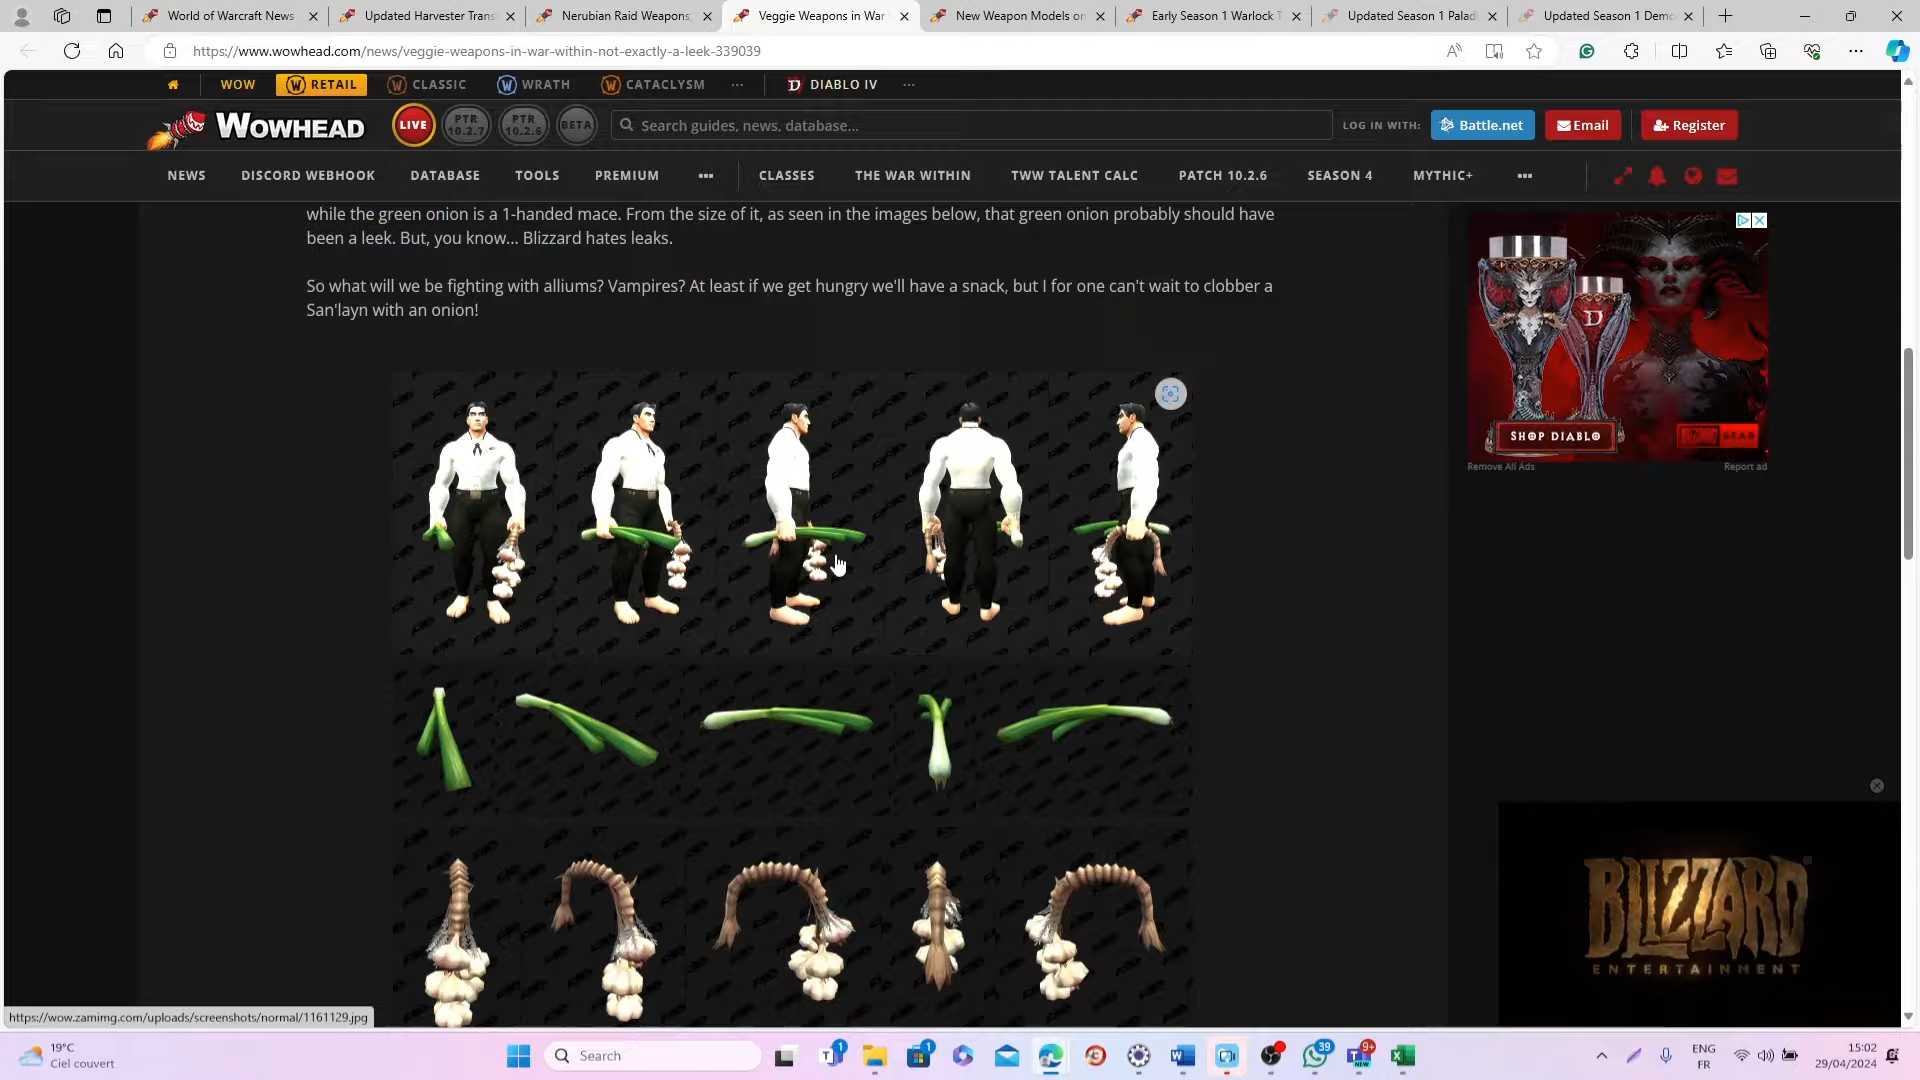 World of Warcraft News
Updated Harvester Trans
Nerubian Raid Weapons,
Veggie Weapons in War
New Weapon Models on
Early Season 1 Warlock T
Updated Season 1 Palad
Updated Season 1 Demo
https://www.wowhead.com/news/veggie-weapons-in-war-within-not-exactly-a-leek-339039
WOW
RETAIL
CLASSIC
WRATH
CATACLYSM
DIABLO IV
WOWHEAD
LIVE
PTR
10.2.7
PTR
10.2.6
BETA
Search guides, news, database...
LOG IN WITH:
Battle.net
Email
Register
NEWS
DISCORD WEBHOOK
DATABASE
TOOLS
PREMIUM
CLASSES
THE WAR WITHIN
TWW TALENT CALC
PATCH 10.2.6
SEASON 4
MYTHIC+
while the green onion is a 1-handed mace. From the size of it, as seen in the images below, that green onion probably should have
been a leek. But, you know... Blizzard hates leaks.
So what will we be fighting with alliums? Vampires? At least if we get hungry we'll have a snack, but I for one can't wait to clobber a
San'layn with an onion!
SHOP DIABLO
Remove All Ads
Report ad
BLIZZARD
ENTERTAINMENT
https://wow.zamimg.com/uploads/screenshots/normal/1161129.jpg
19°C
Ciel couvert
Search
1
1
39
9+
NEW
ENG
FR
15:02
29/04/2024